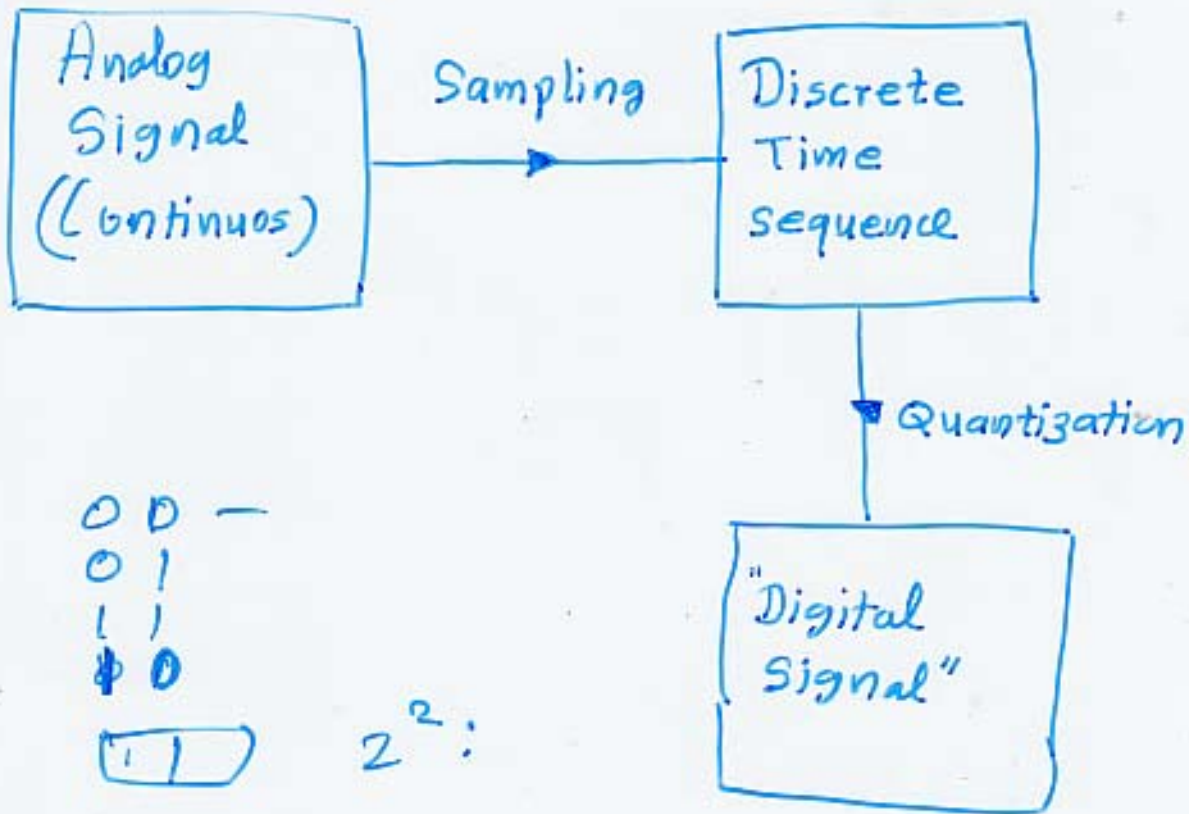 Analog
Signal
(Continuos)
Sampling
Discrete
Time
sequence
Quantization
"Digital
Signal"
0 0 —
0 1
1 1
1 0
2²: